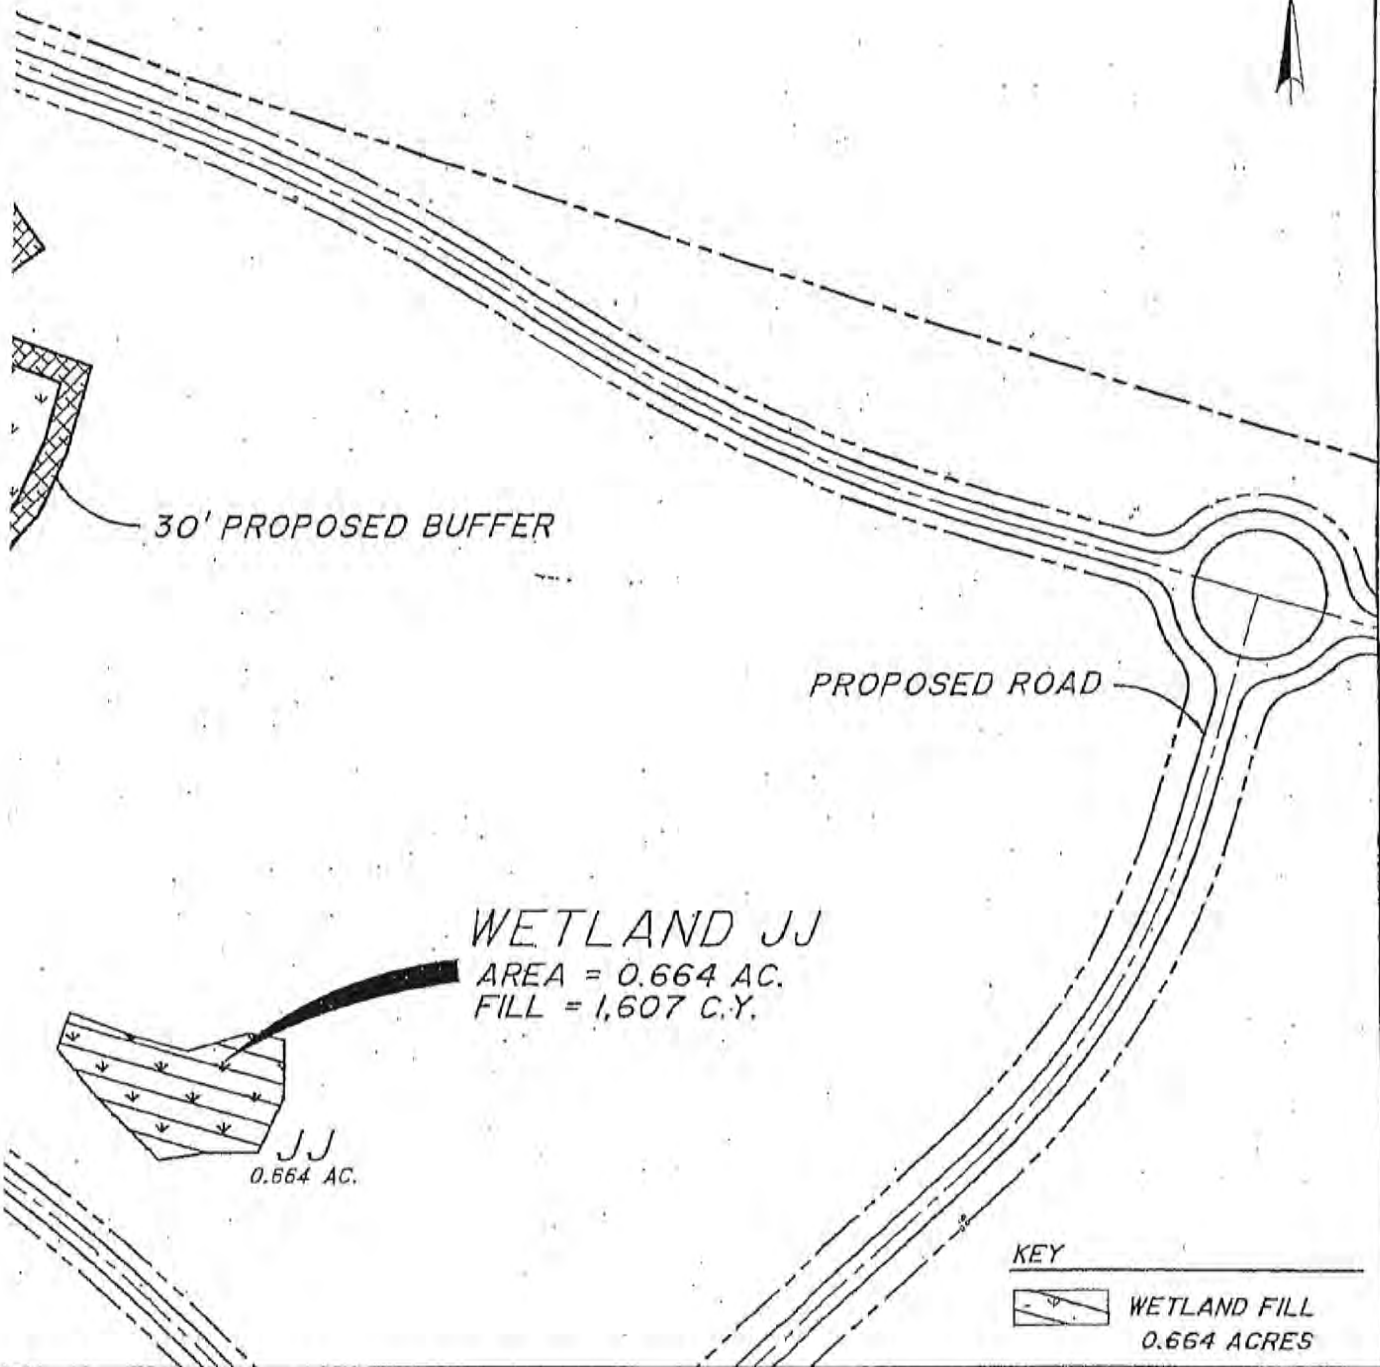 30' PROPOSED BUFFER
PROPOSED ROAD
WETLAND JJ
AREA = 0.664 AC.
FILL = 1,607 C.Y.
JJ
0.664 AC.
KEY
WETLAND FILL
0.664 ACRES